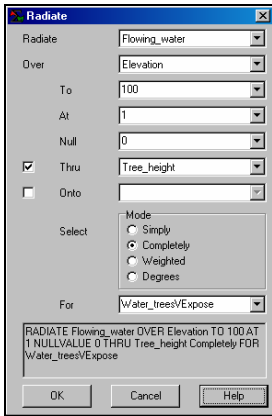 Radiate
Radiate Flowing_water
Over Elevation
To 100
At 1
Null 0
Thru Tree_height
Onto
Mode
Select Simply
Completely
Weighted
Degrees
For Water_treesVExpose
RADIATE Flowing_water OVER Elevation TO 100 AT
1 NULLVALUE 0 THRU Tree_height Completely FOR
Water_treesVExpose
OK Cancel Help